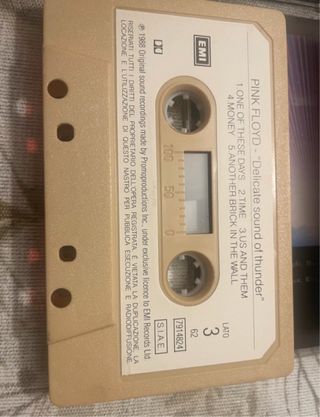 PINK FLOYD - "Delicate sound of thunder"
1 ONE OF THESE DAYS 2 TIME 3 US AND THEM
4 MONEY 5 ANOTHER BRICK IN THE WALL
EMI
LATO
3
62
7914824
S.I.A.E.
100 50 0
℗ 1988 Original sound recordings made by Promoproductions Inc. under exclusive licence to EMI Records Ltd
RISERVATI TUTTI I DIRITTI DEL PROPRIETARIO DELL'OPERA REGISTRATA. È VIETATA LA DUPLICAZIONE, LA
LOCAZIONE E L'UTILIZZAZIONE DI QUESTO NASTRO PER PUBBLICA ESECUZIONE E RADIODIFFUSIONE.